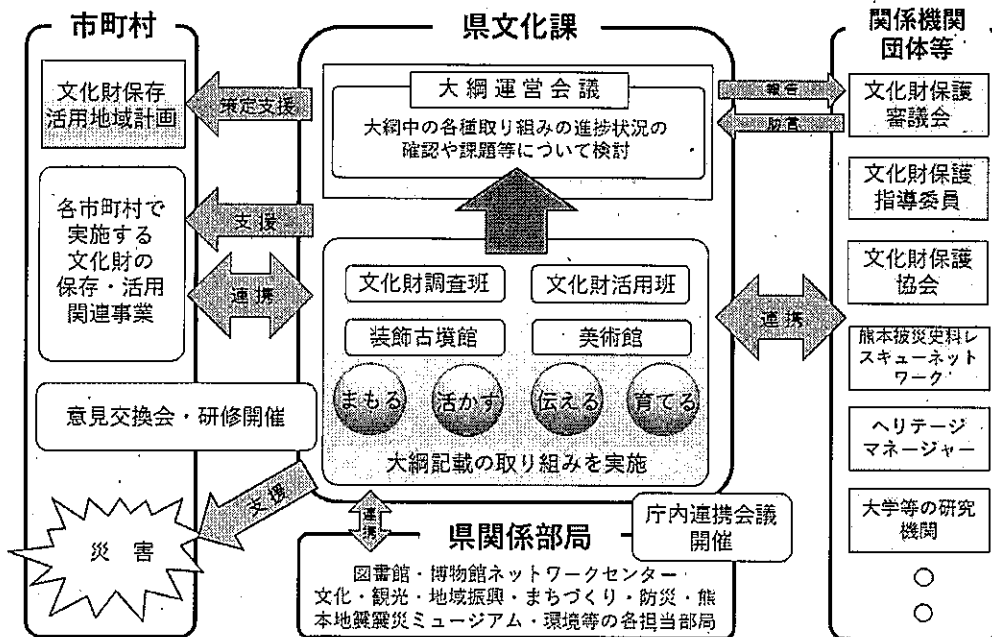 市町村
文化財保存
活用地域計画
各市町村で
実施する
文化財の
保存・活用
関連事業
意見交換会・研修開催
災害
策定支援
支援
連携
支援
県文化課
大綱運営会議
大綱中の各種取り組みの進捗状況の
確認や課題等について検討
文化財調査班
文化財活用班
装飾古墳館
美術館
まもる
活かす
伝える
育てる
大綱記載の取り組みを実施
連携
県関係部局
庁内連携会議
開催
図書館・博物館ネットワークセンター・
文化・観光・地域振興・まちづくり・防災・熊
本地震震災ミュージアム・環境等の各担当部局
報告
助言
連携
関係機関
団体等
文化財保護
審議会
文化財保護
指導委員
文化財保護
協会
熊本被災史料レ
スキューネット
ワーク
ヘリテージ
マネージャー
大学等の研究
機関
○
○